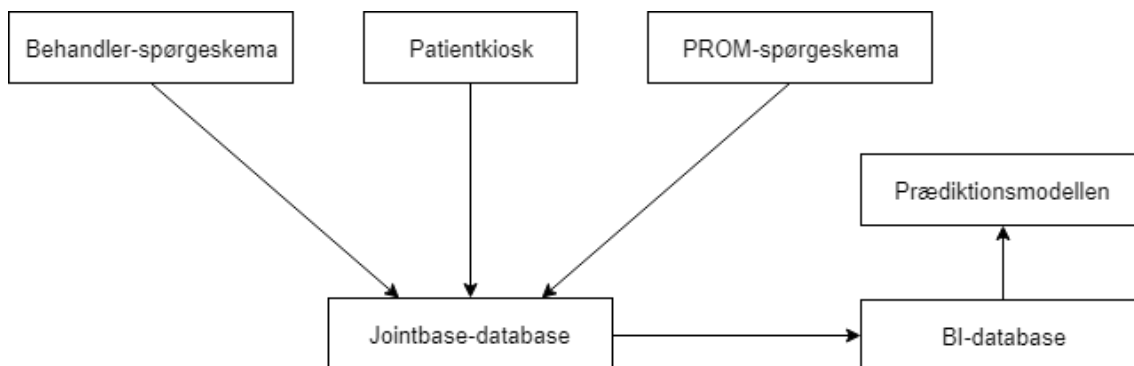 Behandler-spørgeskema
Patientkiosk
PROM-spørgeskema
Prædiktionsmodellen
Jointbase-database
BI-database